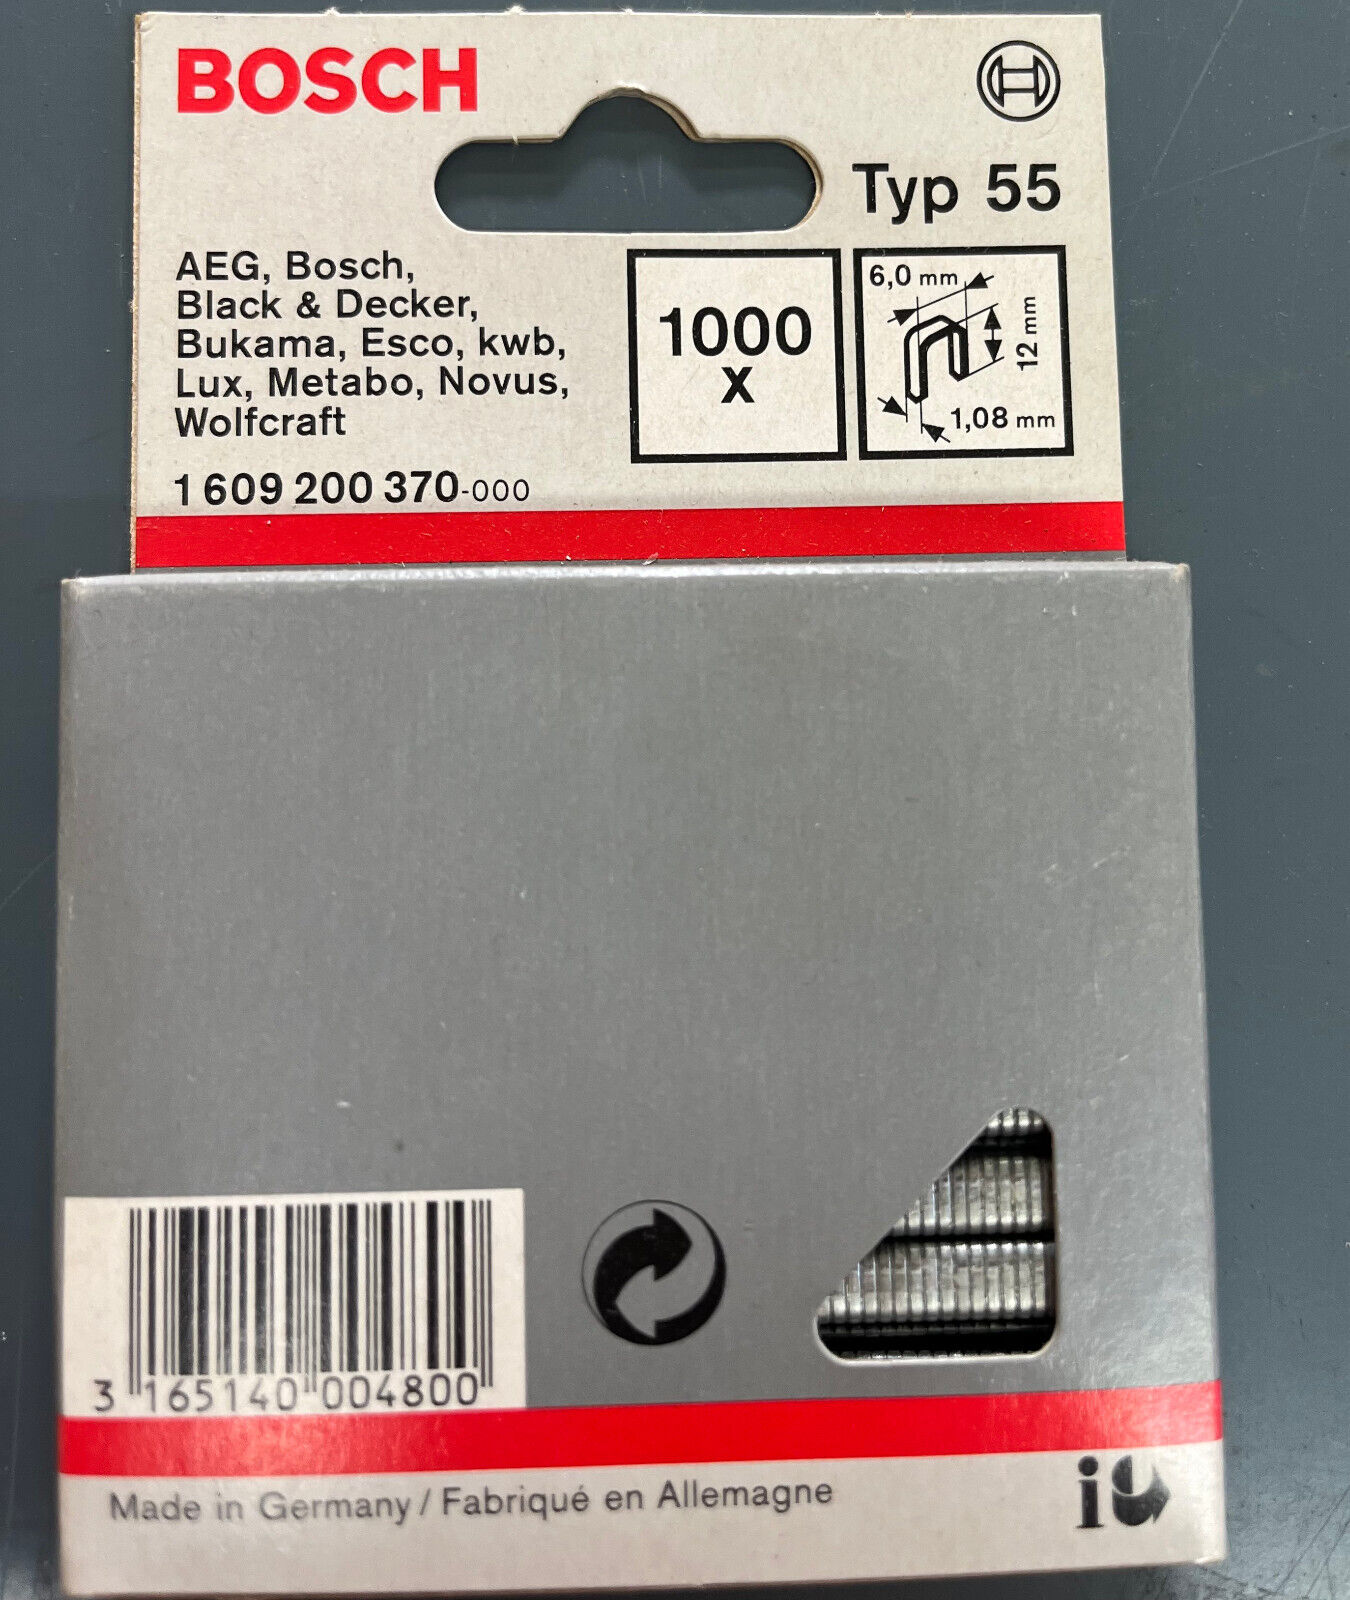 BOSCH
Typ 55
AEG, Bosch,
Black & Decker,
Bukama, Esco, kwb,
Lux, Metabo, Novus,
Wolfcraft
1 609 200 370-000
1000
x
6,0 mm
12 mm
1,08 mm
3 165140 004800
Made in Germany / Fabriqué en Allemagne